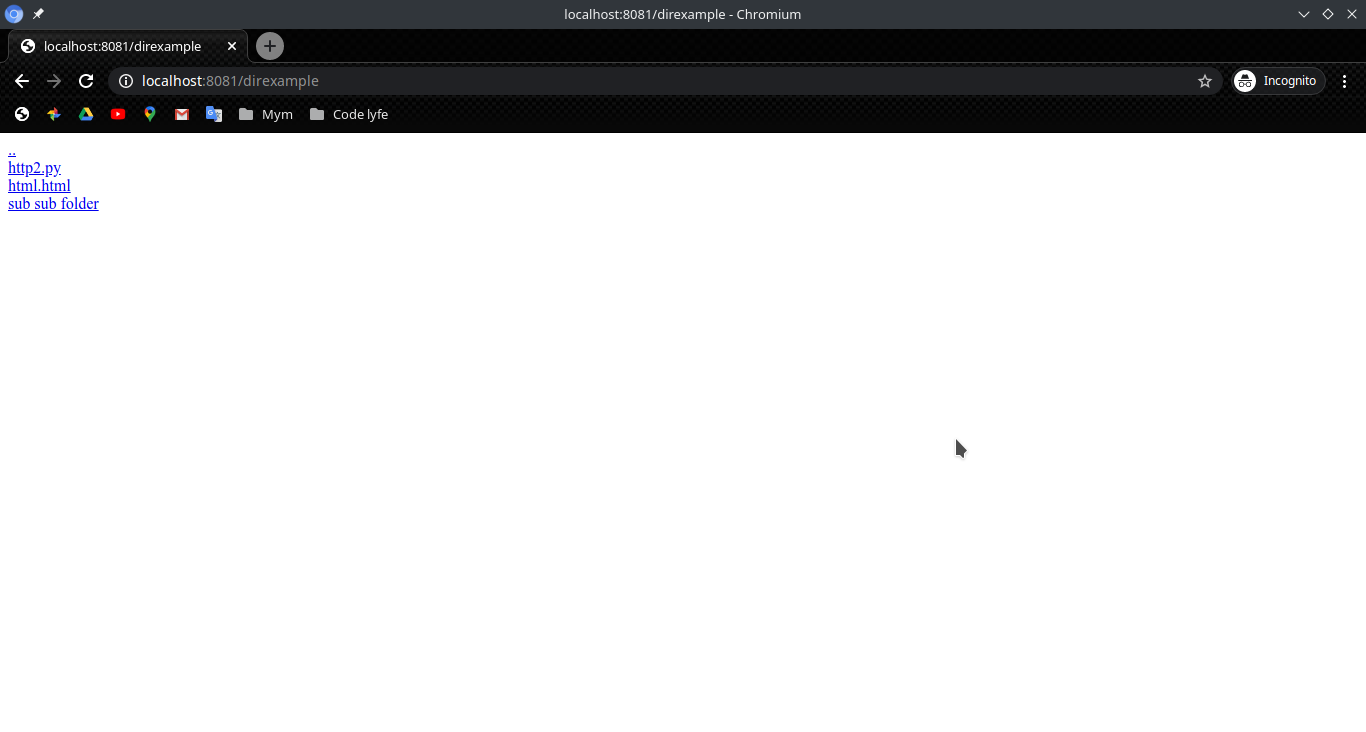 localhost:8081/direxample - Chromium
localhost:8081/direxample
localhost:8081/direxample
Incognito
Mym
Code lyfe
..
http2.py
html.html
sub sub folder